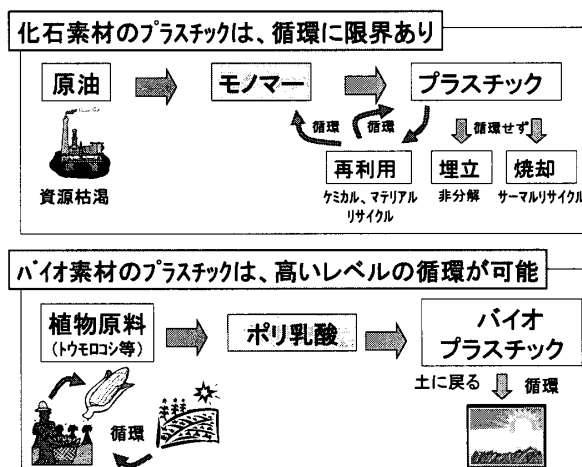 化石素材のプラスチックは、循環に限界あり
原油
モノマー
プラスチック
循環
循環
循環せず
資源枯渇
再利用
埋立
焼却
ケミカル、マテリアル
リサイクル
非分解
サーマルリサイクル
バイオ素材のプラスチックは、高いレベルの循環が可能
植物原料
(トウモロコシ等)
ポリ乳酸
バイオ
プラスチック
土に戻る
循環
循環